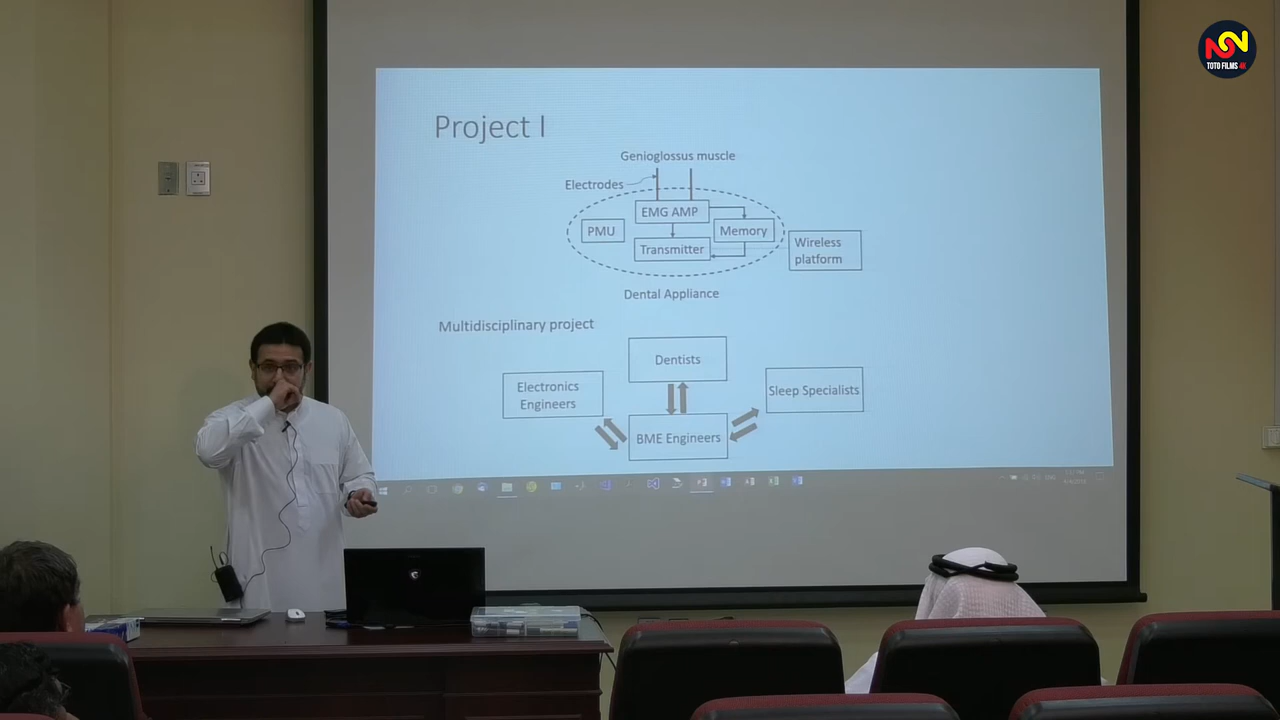 TOTO FILMS 4K
Project I
Genioglossus muscle
Electrodes
EMG AMP
PMU
Memory
Transmitter
Wireless
platform
Dental Appliance
Multidisciplinary project
Dentists
Electronics
Engineers
Sleep Specialists
BME Engineers